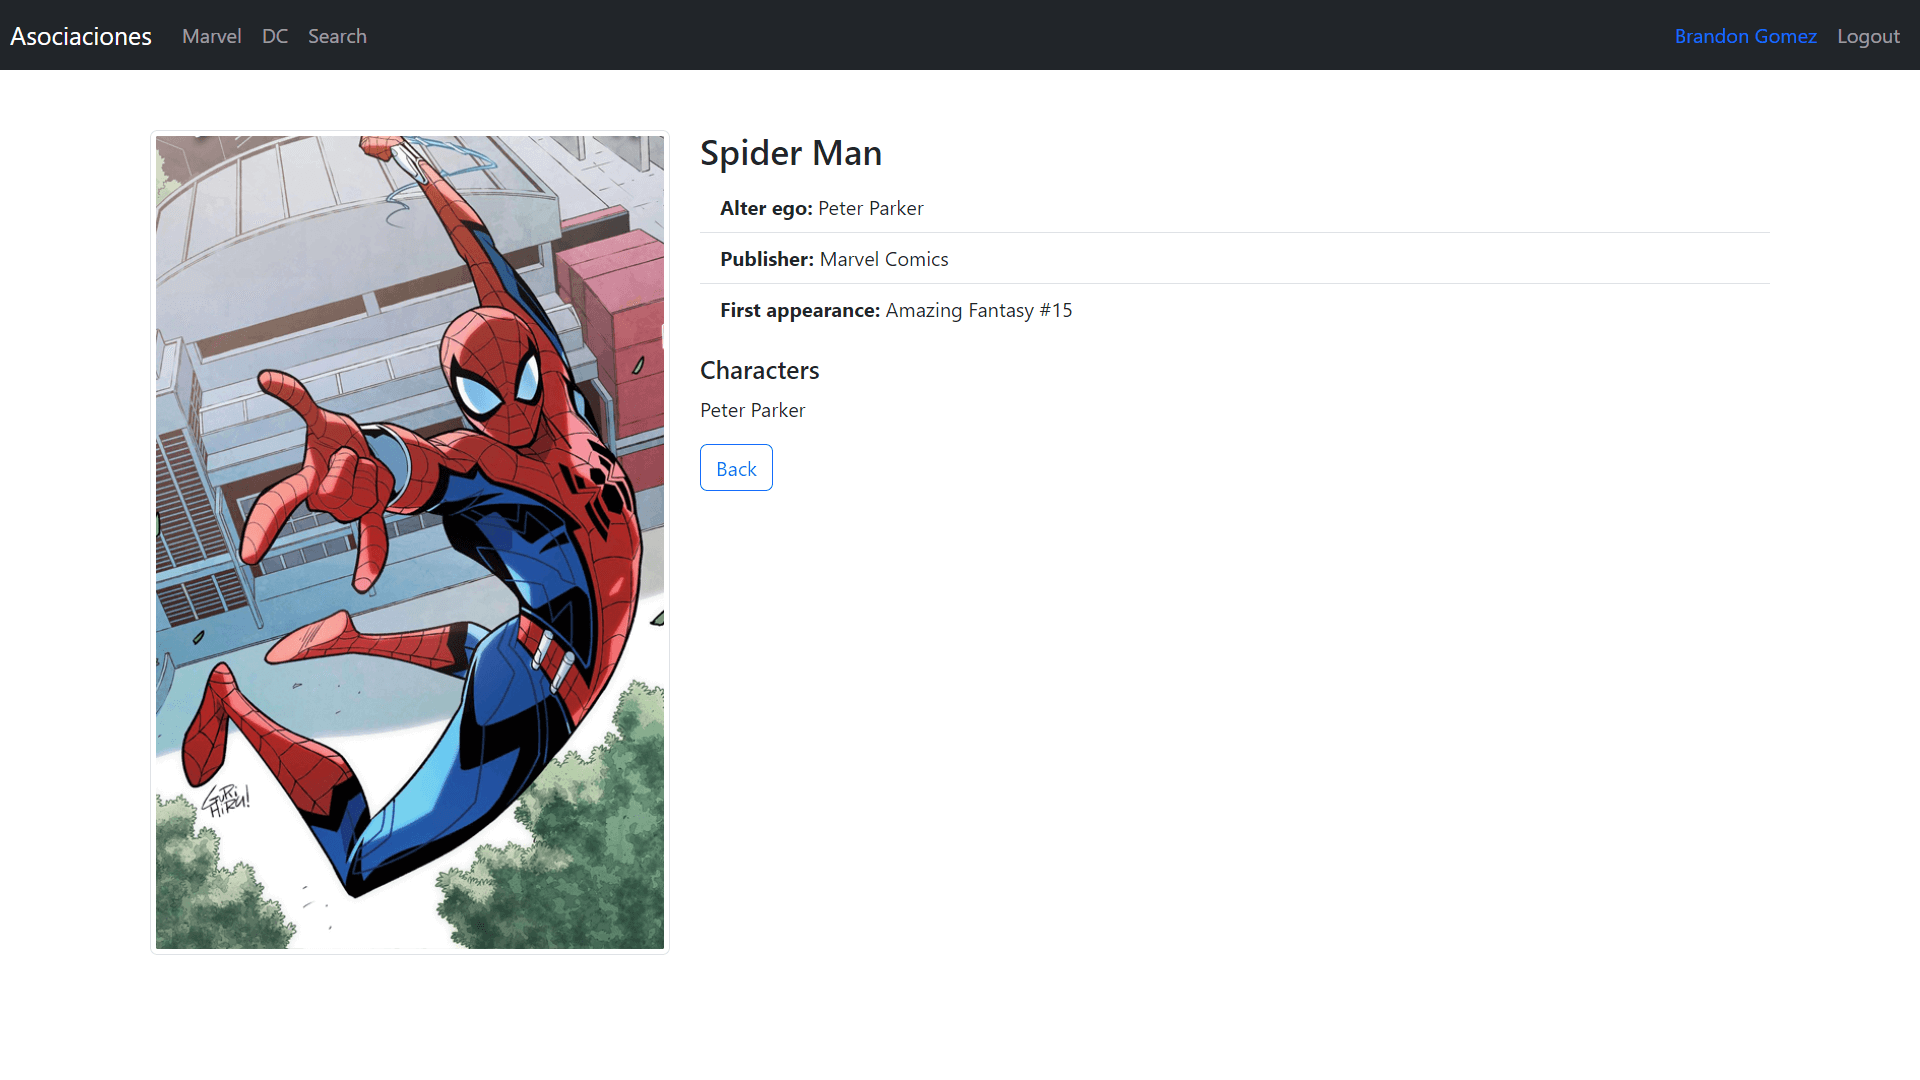 Asociaciones Marvel DC Search Brandon Gomez Logout
Spider Man
Alter ego: Peter Parker
Publisher: Marvel Comics
First appearance: Amazing Fantasy #15
Characters
Peter Parker
Back
GURi
HiRU!